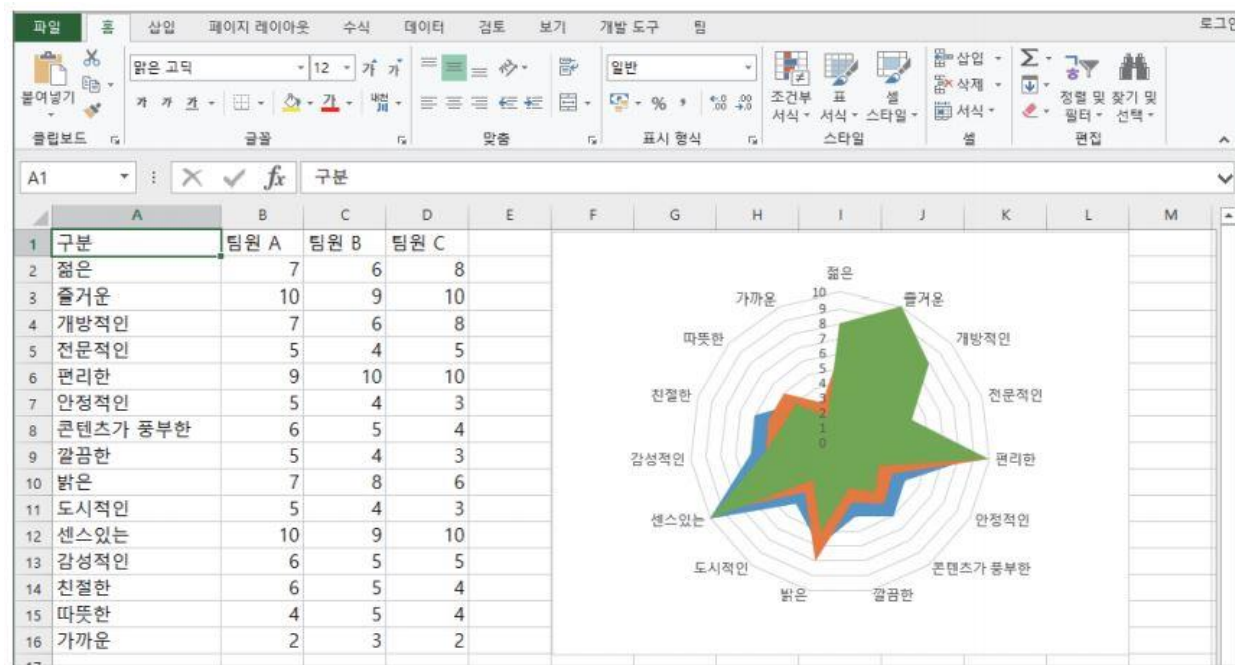 파일 홈 삽입 페이지 레이아웃 수식 데이터 검토 보기 개발 도구 팀 로그인
붙여넣기
클립보드
맑은 고딕 12 가 가
가 가 가 가 내천
글꼴
맞춤
일반
% , .00 .0
표시 형식
조건부 서식
표 서식
셀 스타일
스타일
삽입
삭제
서식
셀
Σ
정렬 및 필터
찾기 및 선택
편집
A1 fx 구분
A B C D E F G H I J K L M
1 구분 팀원 A 팀원 B 팀원 C
2 젊은 7 6 8
3 즐거운 10 9 10
4 개방적인 7 6 8
5 전문적인 5 4 5
6 편리한 9 10 10
7 안정적인 5 4 3
8 콘텐츠가 풍부한 6 5 4
9 깔끔한 5 4 3
10 밝은 7 8 6
11 도시적인 5 4 3
12 센스있는 10 9 10
13 감성적인 6 5 5
14 친절한 6 5 4
15 따뜻한 4 5 4
16 가까운 2 3 2
젊은
즐거운
개방적인
전문적인
편리한
안정적인
콘텐츠가 풍부한
깔끔한
밝은
도시적인
센스있는
감성적인
친절한
따뜻한
가까운
10
9
8
7
6
5
4
3
2
1
0